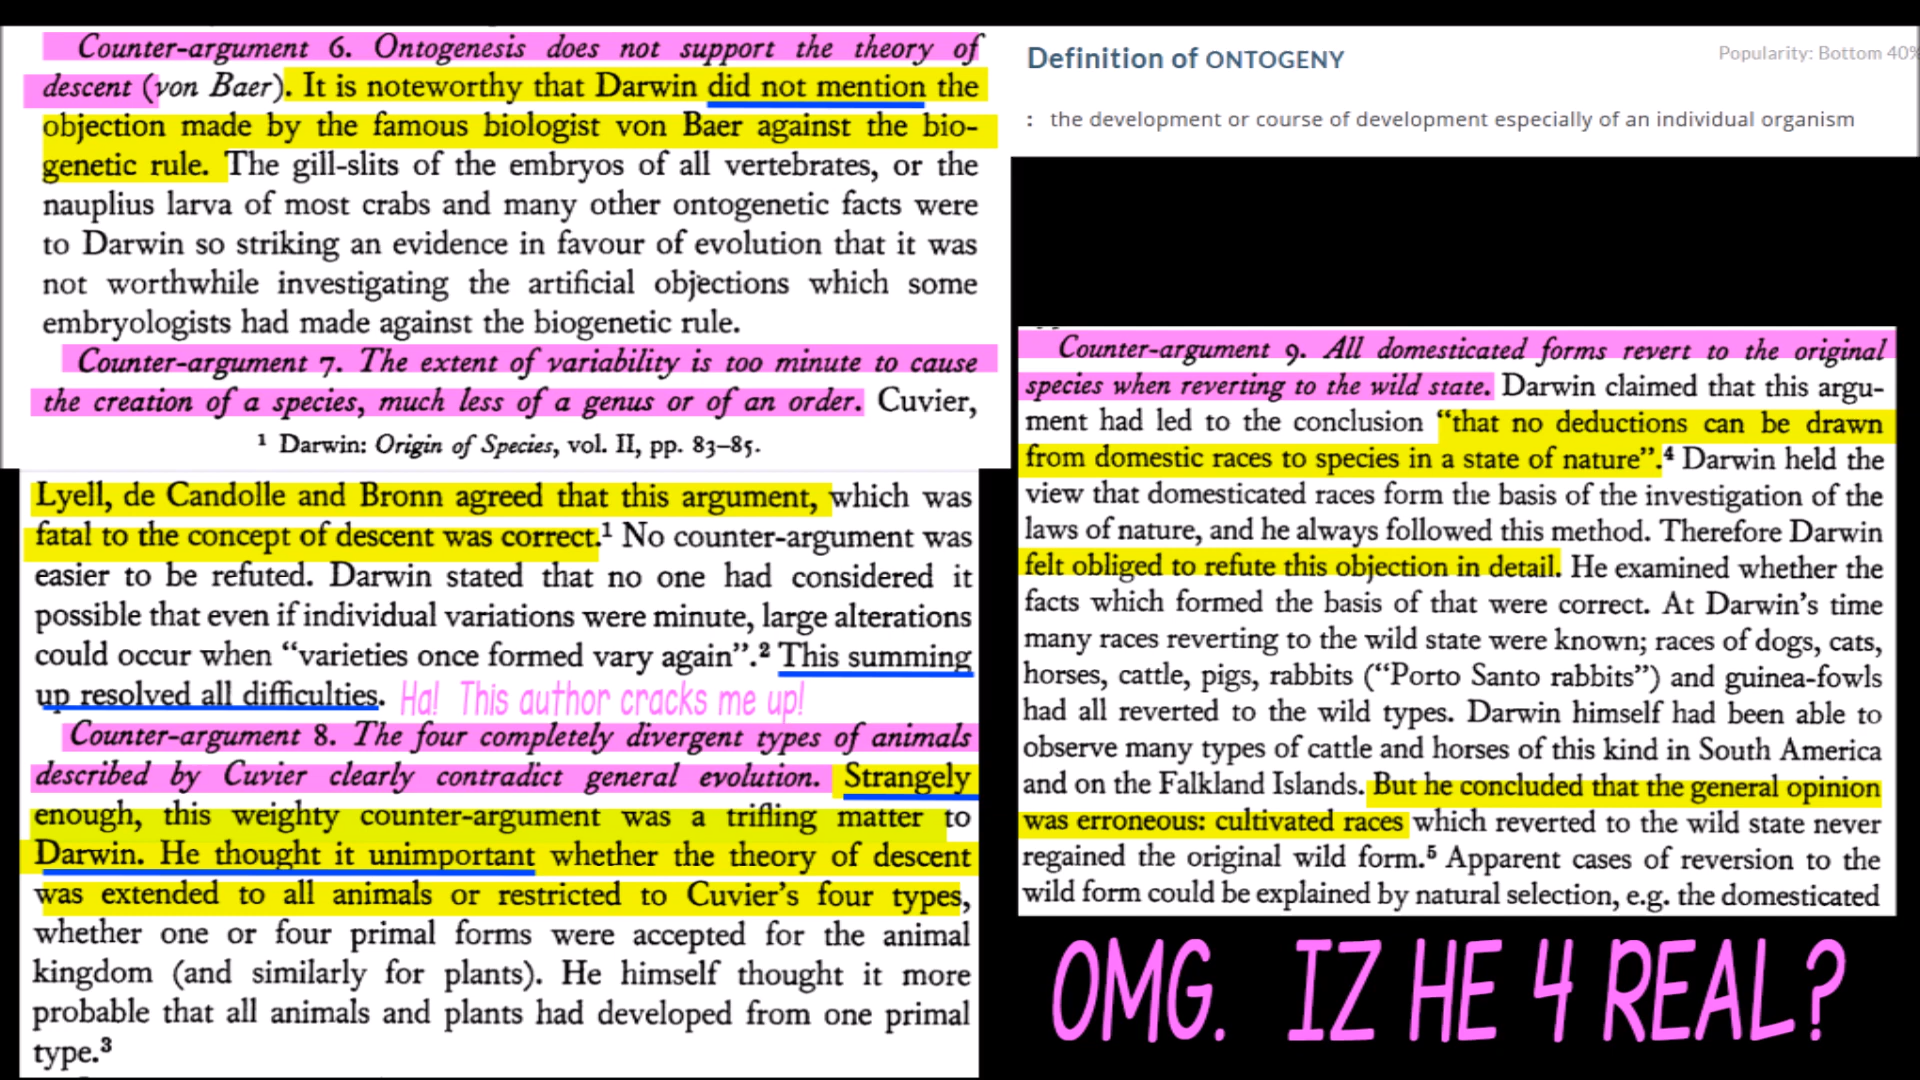 Counter-argument 6. Ontogenesis does not support the theory of
descent (von Baer). It is noteworthy that Darwin did not mention the
objection made by the famous biologist von Baer against the bio-
genetic rule. The gill-slits of the embryos of all vertebrates, or the
nauplius larva of most crabs and many other ontogenetic facts were
to Darwin so striking an evidence in favour of evolution that it was
not worthwhile investigating the artificial objections which some
embryologists had made against the biogenetic rule.
Counter-argument 7. The extent of variability is too minute to cause
the creation of a species, much less of a genus or of an order. Cuvier,
¹ Darwin: Origin of Species, vol. II, pp. 83–85.
Lyell, de Candolle and Bronn agreed that this argument, which was
fatal to the concept of descent was correct.¹ No counter-argument was
easier to be refuted. Darwin stated that no one had considered it
possible that even if individual variations were minute, large alterations
could occur when “varieties once formed vary again”.² This summing
up resolved all difficulties. Ha! This author cracks me up!
Counter-argument 8. The four completely divergent types of animals
described by Cuvier clearly contradict general evolution. Strangely
enough, this weighty counter-argument was a trifling matter to
Darwin. He thought it unimportant whether the theory of descent
was extended to all animals or restricted to Cuvier's four types,
whether one or four primal forms were accepted for the animal
kingdom (and similarly for plants). He himself thought it more
probable that all animals and plants had developed from one primal
type.³
Definition of ONTOGENY
Popularity: Bottom 40%
: the development or course of development especially of an individual organism
Counter-argument 9. All domesticated forms revert to the original
species when reverting to the wild state. Darwin claimed that this argu-
ment had led to the conclusion “that no deductions can be drawn
from domestic races to species in a state of nature”.⁴ Darwin held the
view that domesticated races form the basis of the investigation of the
laws of nature, and he always followed this method. Therefore Darwin
felt obliged to refute this objection in detail. He examined whether the
facts which formed the basis of that were correct. At Darwin's time
many races reverting to the wild state were known; races of dogs, cats,
horses, cattle, pigs, rabbits (“Porto Santo rabbits”) and guinea-fowls
had all reverted to the wild types. Darwin himself had been able to
observe many types of cattle and horses of this kind in South America
and on the Falkland Islands. But he concluded that the general opinion
was erroneous: cultivated races which reverted to the wild state never
regained the original wild form.⁵ Apparent cases of reversion to the
wild form could be explained by natural selection, e.g. the domesticated
OMG. IZ HE 4 REAL?